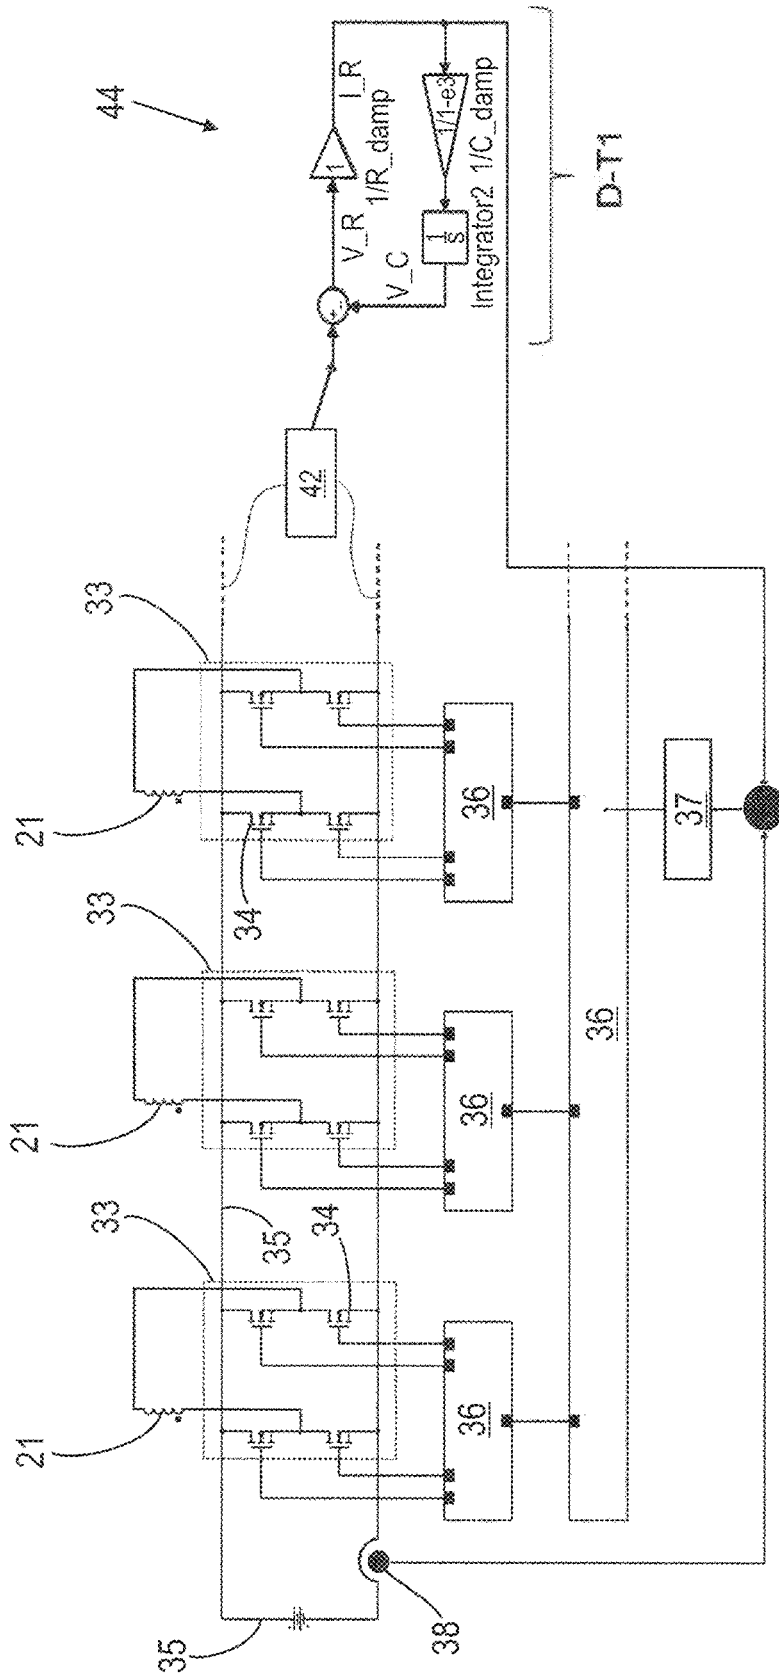 44
I_R
1
1/R_damp
V_R
1/1-e3
1/C_damp
1
s
Integrator2
V_C
+
-
D-T1
42
33
21
34
36
33
21
36
35
33
21
34
36
36
37
35
38